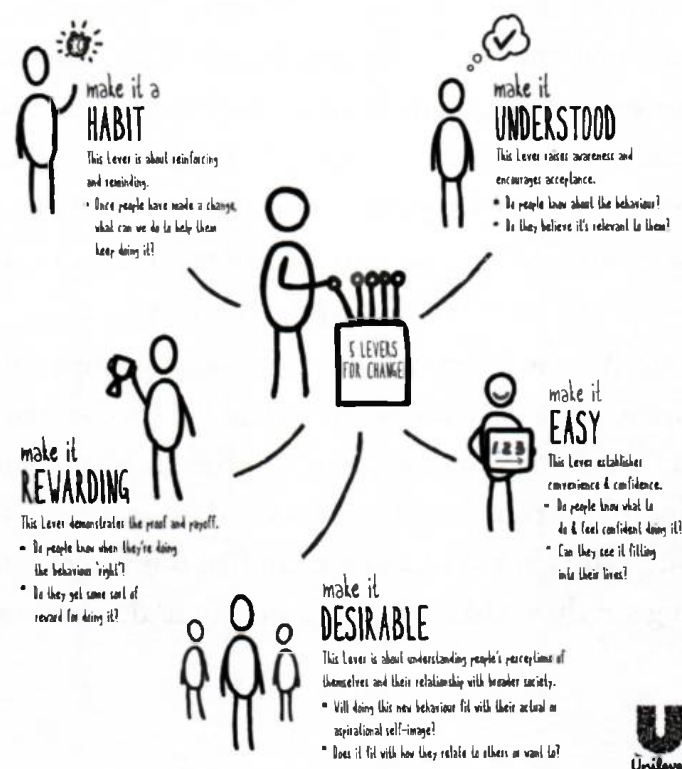 make it a
HABIT
This Lever is about reinforcing
and reminding.
• Once people have made a change,
what can we do to help them
keep doing it?
make it
UNDERSTOOD
This Lever raises awareness and
encourages acceptance.
• Do people know about the behaviour?
• Do they believe it's relevant to them?
5 LEVERS
FOR CHANGE
make it
EASY
This Lever establishes
convenience & confidence.
• Do people know what to
do & feel confident doing it?
• Can they see it fitting
into their lives?
1 2 3
make it
REWARDING
This Lever demonstrates the proof and payoff.
• Do people know when they're doing
the behaviour 'right'?
• Do they get some sort of
reward for doing it?
make it
DESIRABLE
This Lever is about understanding people's perceptions of
themselves and their relationship with broader society.
• Will doing this new behaviour fit with their actual or
aspirational self-image?
• Does it fit with how they relate to others or want to?
Unilever